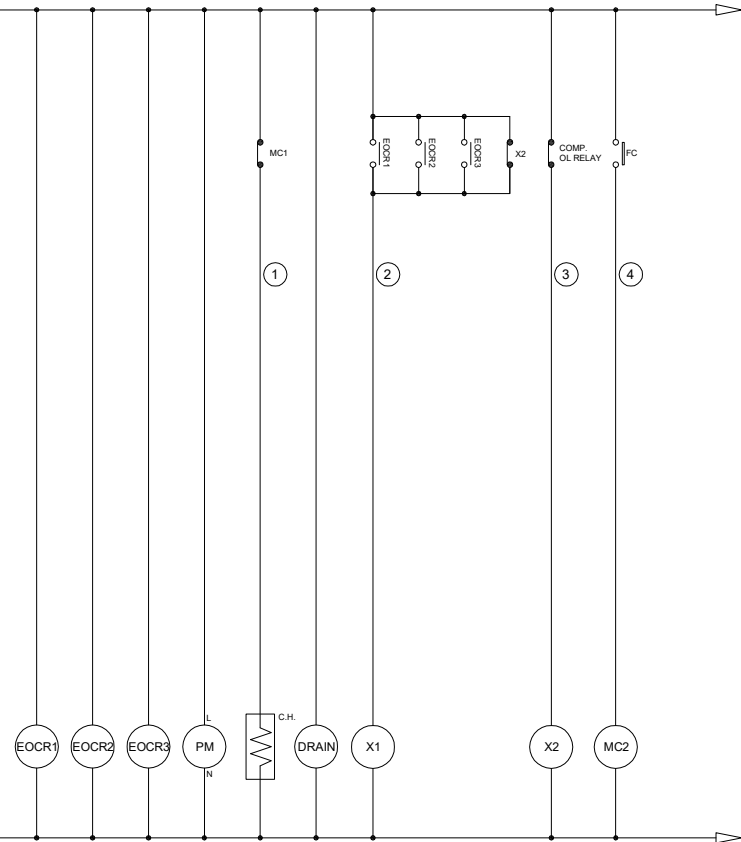 MC1
EOCR1
EOCR2
EOCR3
X2
COMP.
OL RELAY
FC
1
2
3
4
L
C.H.
EOCR1
EOCR2
EOCR3
PM
DRAIN
X1
X2
MC2
N